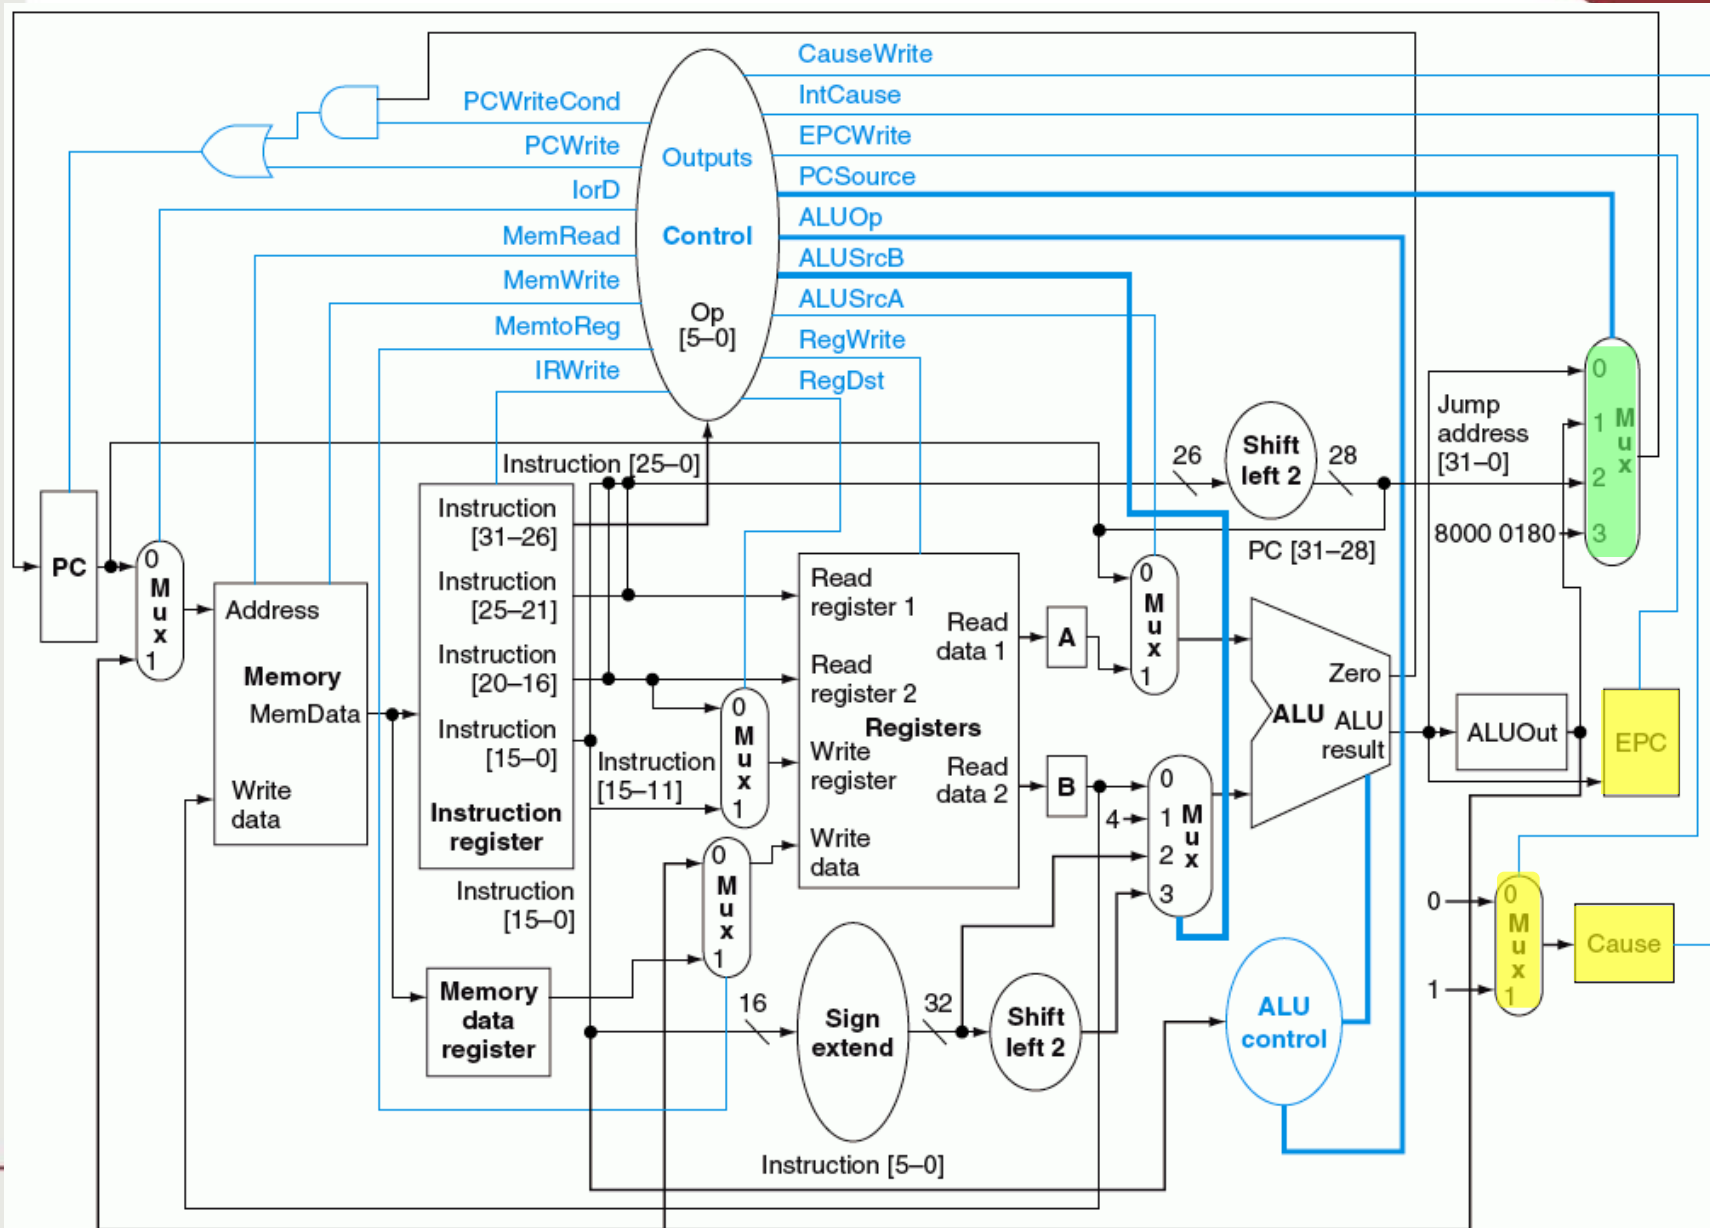 CauseWrite
IntCause
EPCWrite
PCSource
ALUOp
ALUSrcB
ALUSrcA
RegWrite
RegDst
PCWriteCond
PCWrite
IorD
MemRead
MemWrite
MemtoReg
IRWrite
Outputs
Control
Op
[5–0]
Instruction [25–0]
26
Shift
left 2
28
Jump
address
[31–0]
8000 0180
PC [31–28]
0
1
2
3
M
u
x
PC
0
M
u
x
1
Address
Memory
MemData
Write
data
Instruction
[31–26]
Instruction
[25–21]
Instruction
[20–16]
Instruction
[15–0]
Instruction
register
Instruction
[15–0]
Memory
data
register
Instruction
[15–11]
0
M
u
x
1
0
M
u
x
1
Read
register 1
Read
register 2
Registers
Write
register
Write
data
Read
data 1
Read
data 2
A
B
0
M
u
x
1
4
0
1
2
3
M
u
x
Zero
ALU
ALU
result
ALUOut
EPC
0
1
0
M
u
x
1
Cause
16
Sign
extend
32
Shift
left 2
ALU
control
Instruction [5–0]